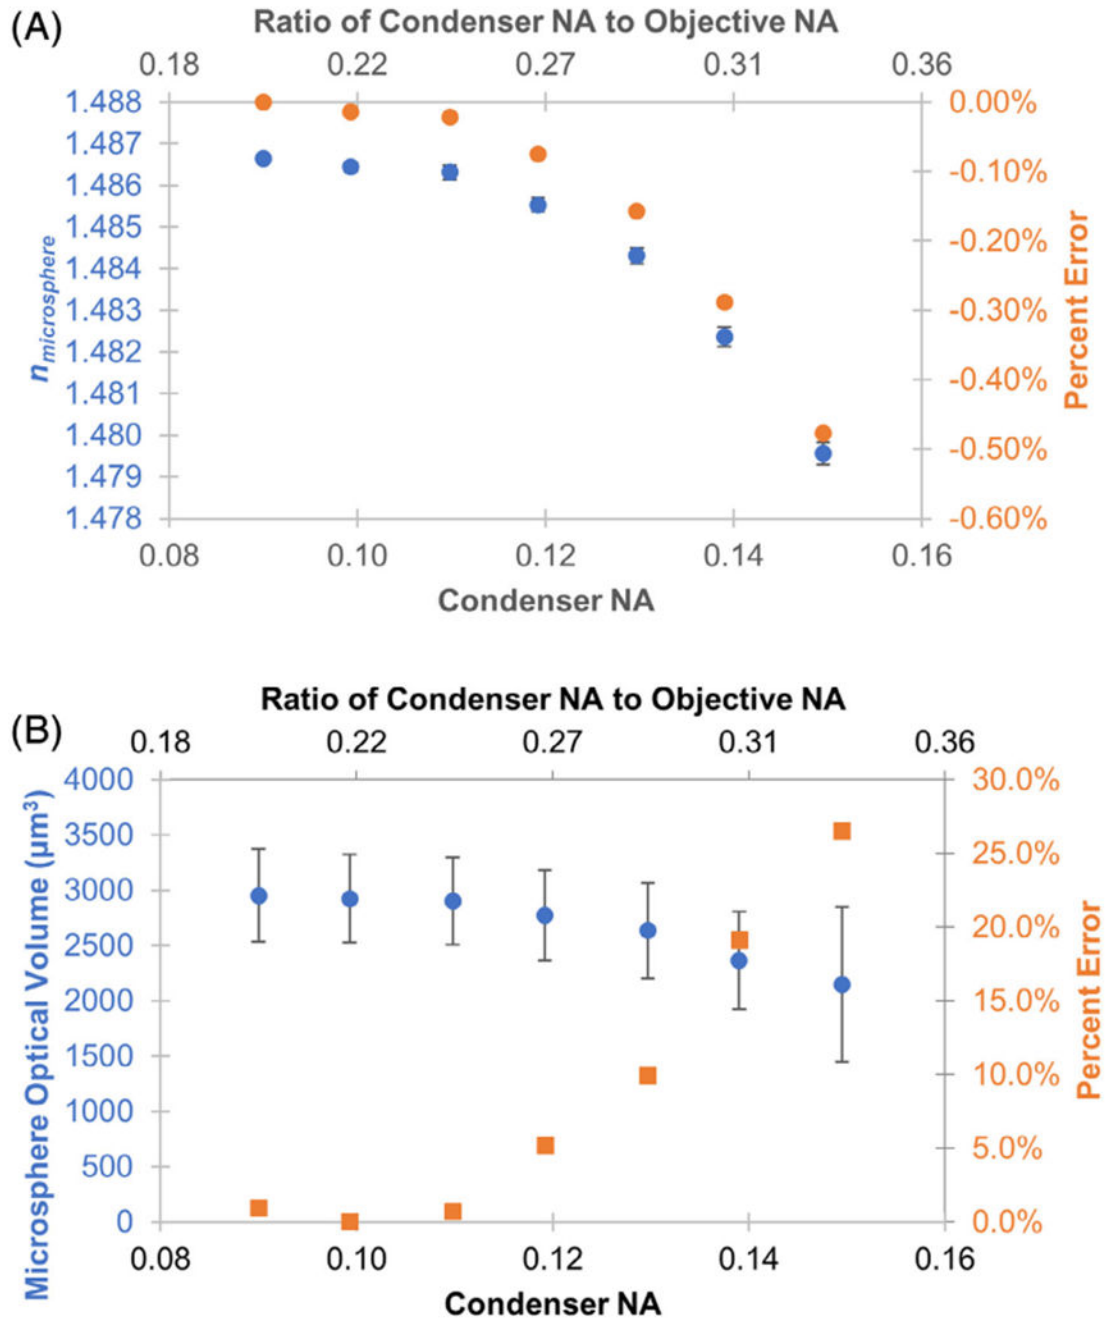 (A)
Ratio of Condenser NA to Objective NA
0.18 0.22 0.27 0.31 0.36
1.488 0.00%
1.487
1.486 -0.10%
1.485 -0.20%
1.484
1.483 -0.30%
1.482
1.481 -0.40%
1.480 -0.50%
1.479
1.478 -0.60%
n microsphere
Percent Error
0.08 0.10 0.12 0.14 0.16
Condenser NA
(B)
Ratio of Condenser NA to Objective NA
0.18 0.22 0.27 0.31 0.36
4000 30.0%
3500
3000 25.0%
2500 20.0%
2000 15.0%
1500
1000 10.0%
500 5.0%
0 0.0%
Microsphere Optical Volume (µm³)
Percent Error
0.08 0.10 0.12 0.14 0.16
Condenser NA